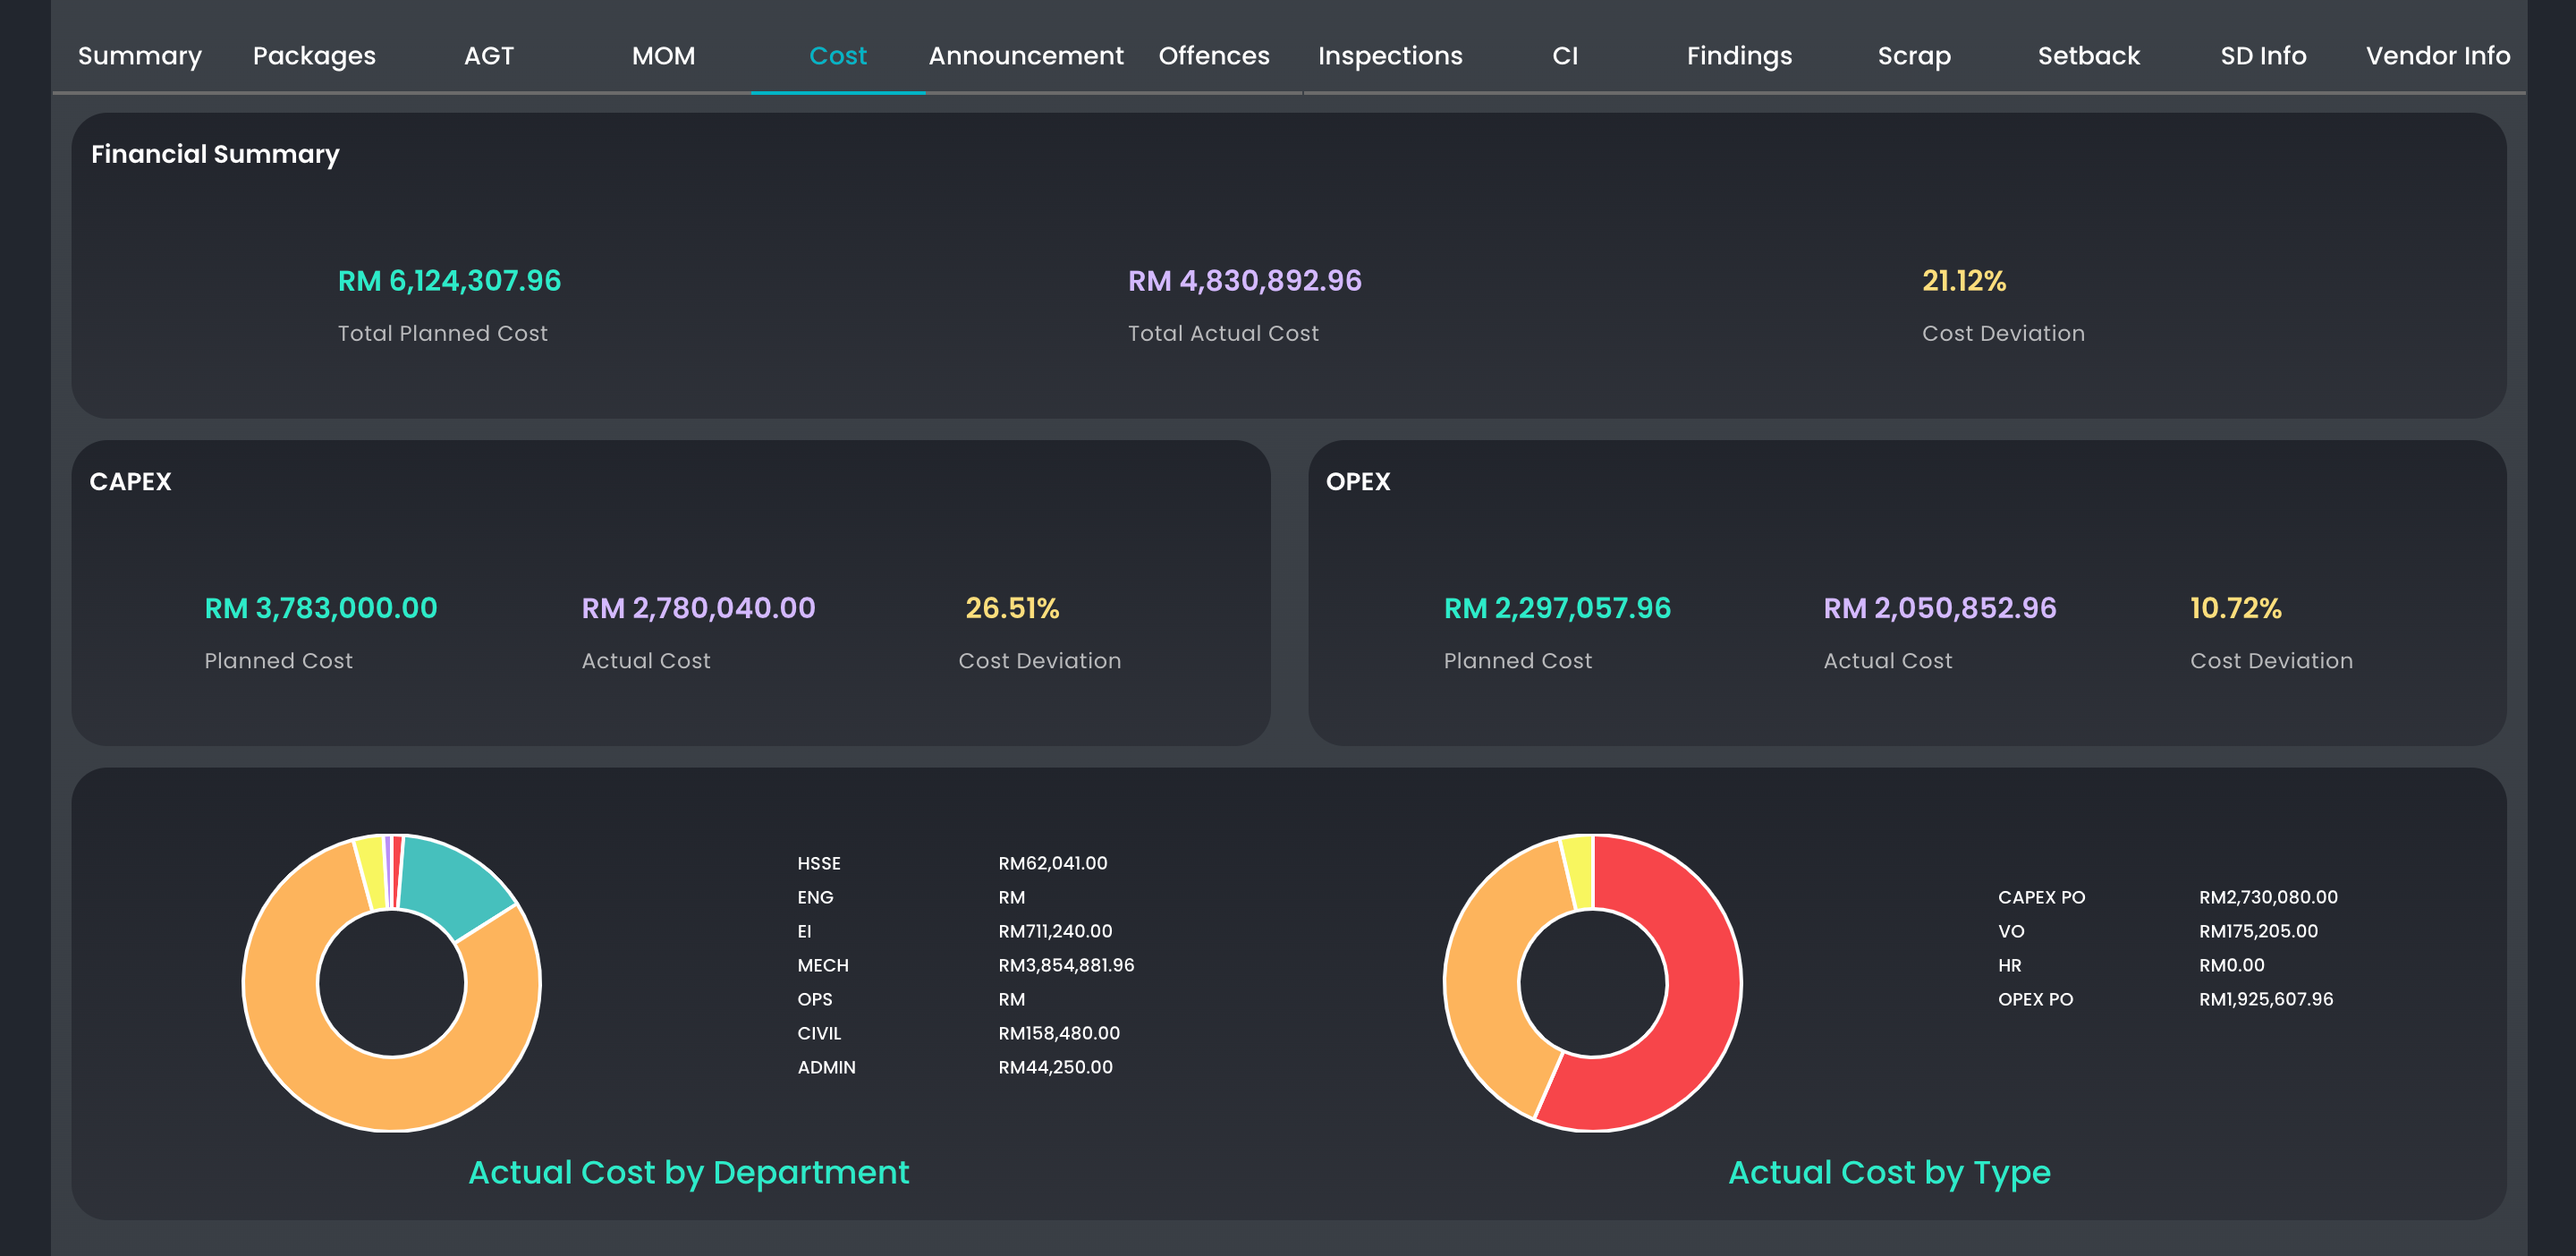 Summary Packages AGT MOM Cost Announcement Offences Inspections CI Findings Scrap Setback SD Info Vendor Info
Financial Summary
RM 6,124,307.96 RM 4,830,892.96 21.12%
Total Planned Cost Total Actual Cost Cost Deviation
CAPEX
RM 3,783,000.00 RM 2,780,040.00 26.51%
Planned Cost Actual Cost Cost Deviation
OPEX
RM 2,297,057.96 RM 2,050,852.96 10.72%
Planned Cost Actual Cost Cost Deviation
HSSE RM62,041.00
ENG RM
EI RM711,240.00
MECH RM3,854,881.96
OPS RM
CIVIL RM158,480.00
ADMIN RM44,250.00
Actual Cost by Department
CAPEX PO RM2,730,080.00
VO RM175,205.00
HR RM0.00
OPEX PO RM1,925,607.96
Actual Cost by Type